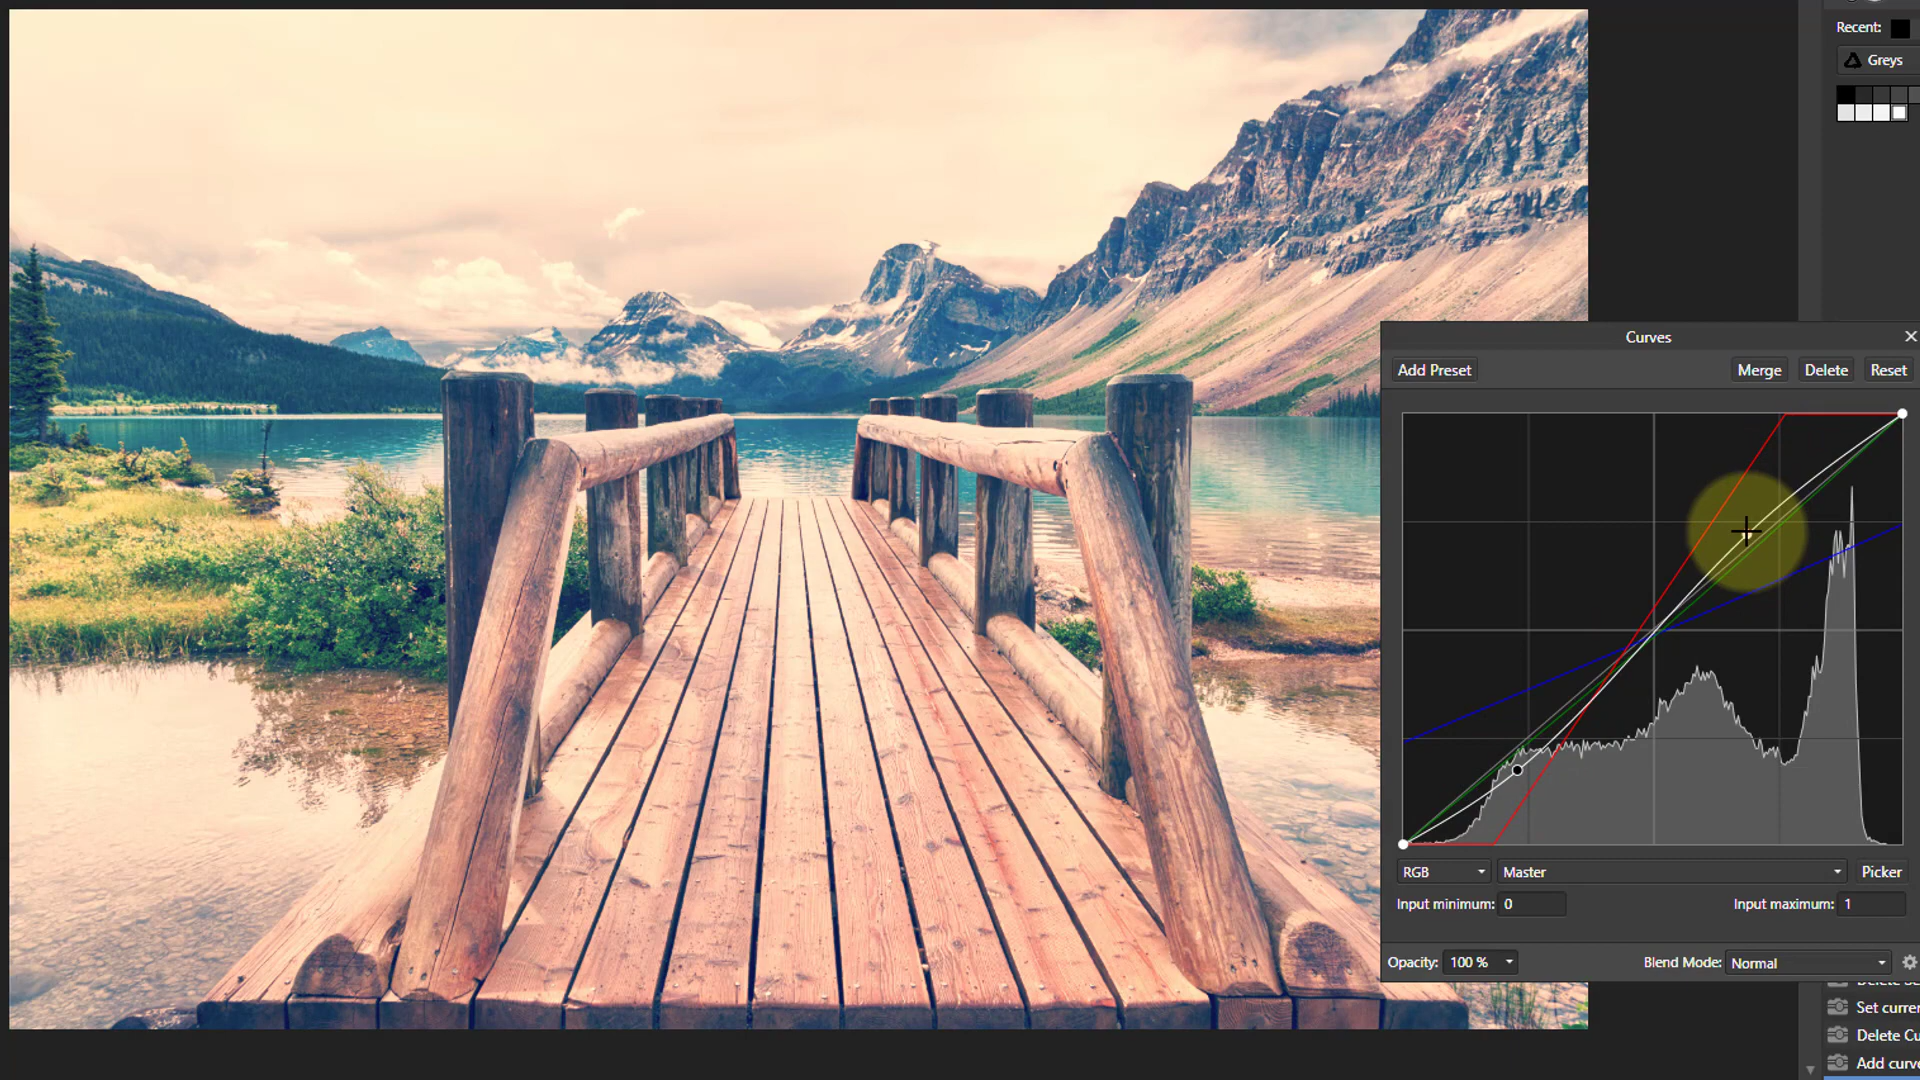 Recent:
Greys
Curves
Add Preset
Merge Delete Reset
RGB Master Picker
Input minimum: 0 Input maximum: 1
Opacity: 100 % Blend Mode: Normal
Set curren
Delete Cu
Add curve